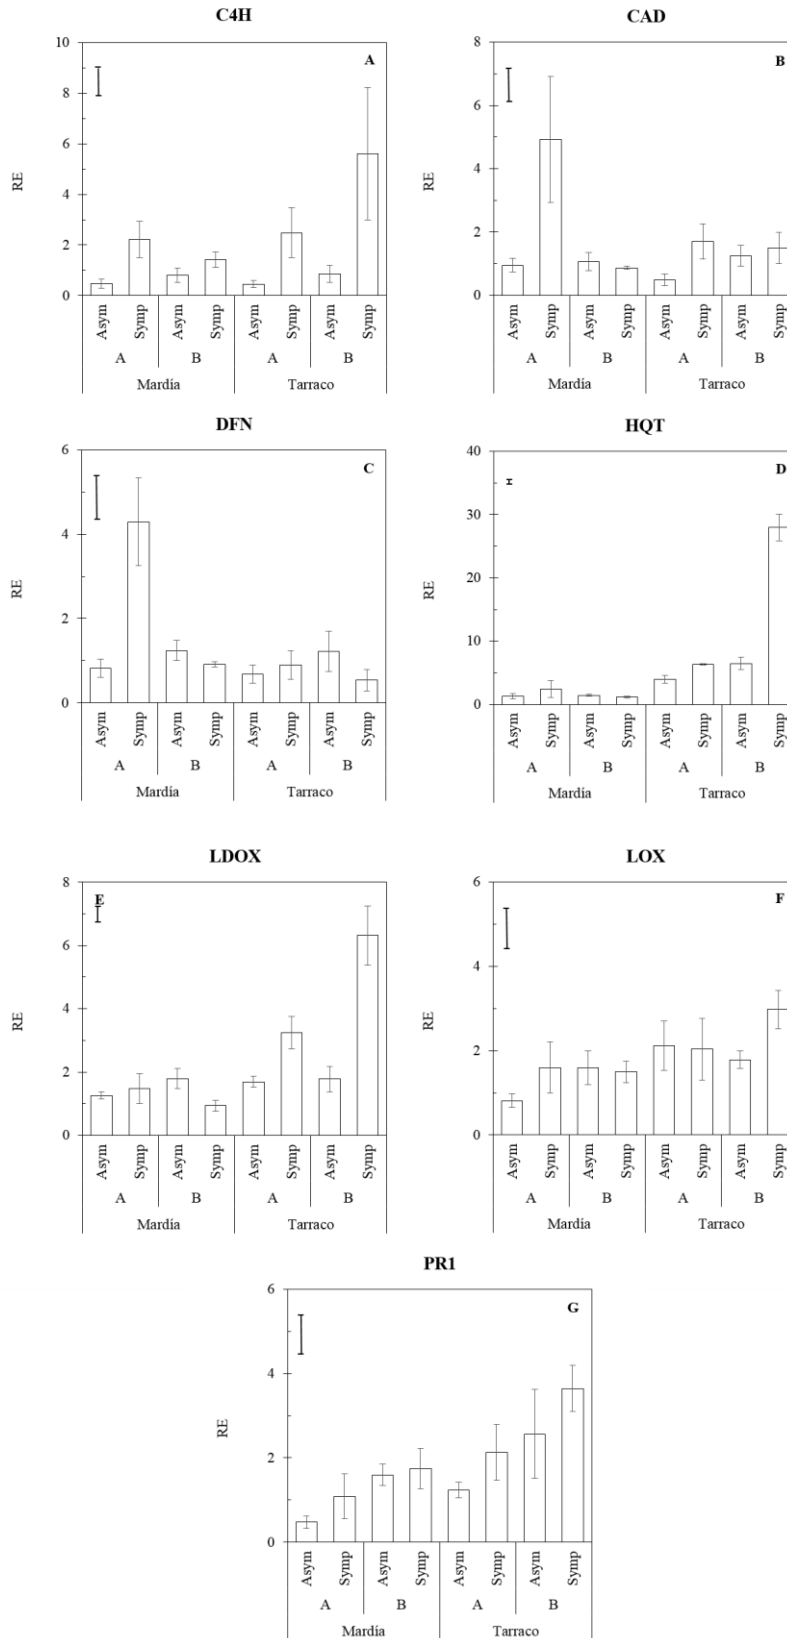 C4H
A
10
8
6
4
2
0
RE
Asym Symp Asym Symp Asym Symp Asym Symp
A B A B
Mardía Tarraco
CAD
B
8
6
4
2
0
RE
Asym Symp Asym Symp Asym Symp Asym Symp
A B A B
Mardía Tarraco
DFN
C
6
4
2
0
RE
Asym Symp Asym Symp Asym Symp Asym Symp
A B A B
Mardía Tarraco
HQT
D
40
30
20
10
0
RE
Asym Symp Asym Symp Asym Symp Asym Symp
A B A B
Mardía Tarraco
LDOX
E
8
6
4
2
0
RE
Asym Symp Asym Symp Asym Symp Asym Symp
A B A B
Mardía Tarraco
LOX
F
6
4
2
0
RE
Asym Symp Asym Symp Asym Symp Asym Symp
A B A B
Mardía Tarraco
PR1
G
6
4
2
0
RE
Asym Symp Asym Symp Asym Symp Asym Symp
A B A B
Mardía Tarraco